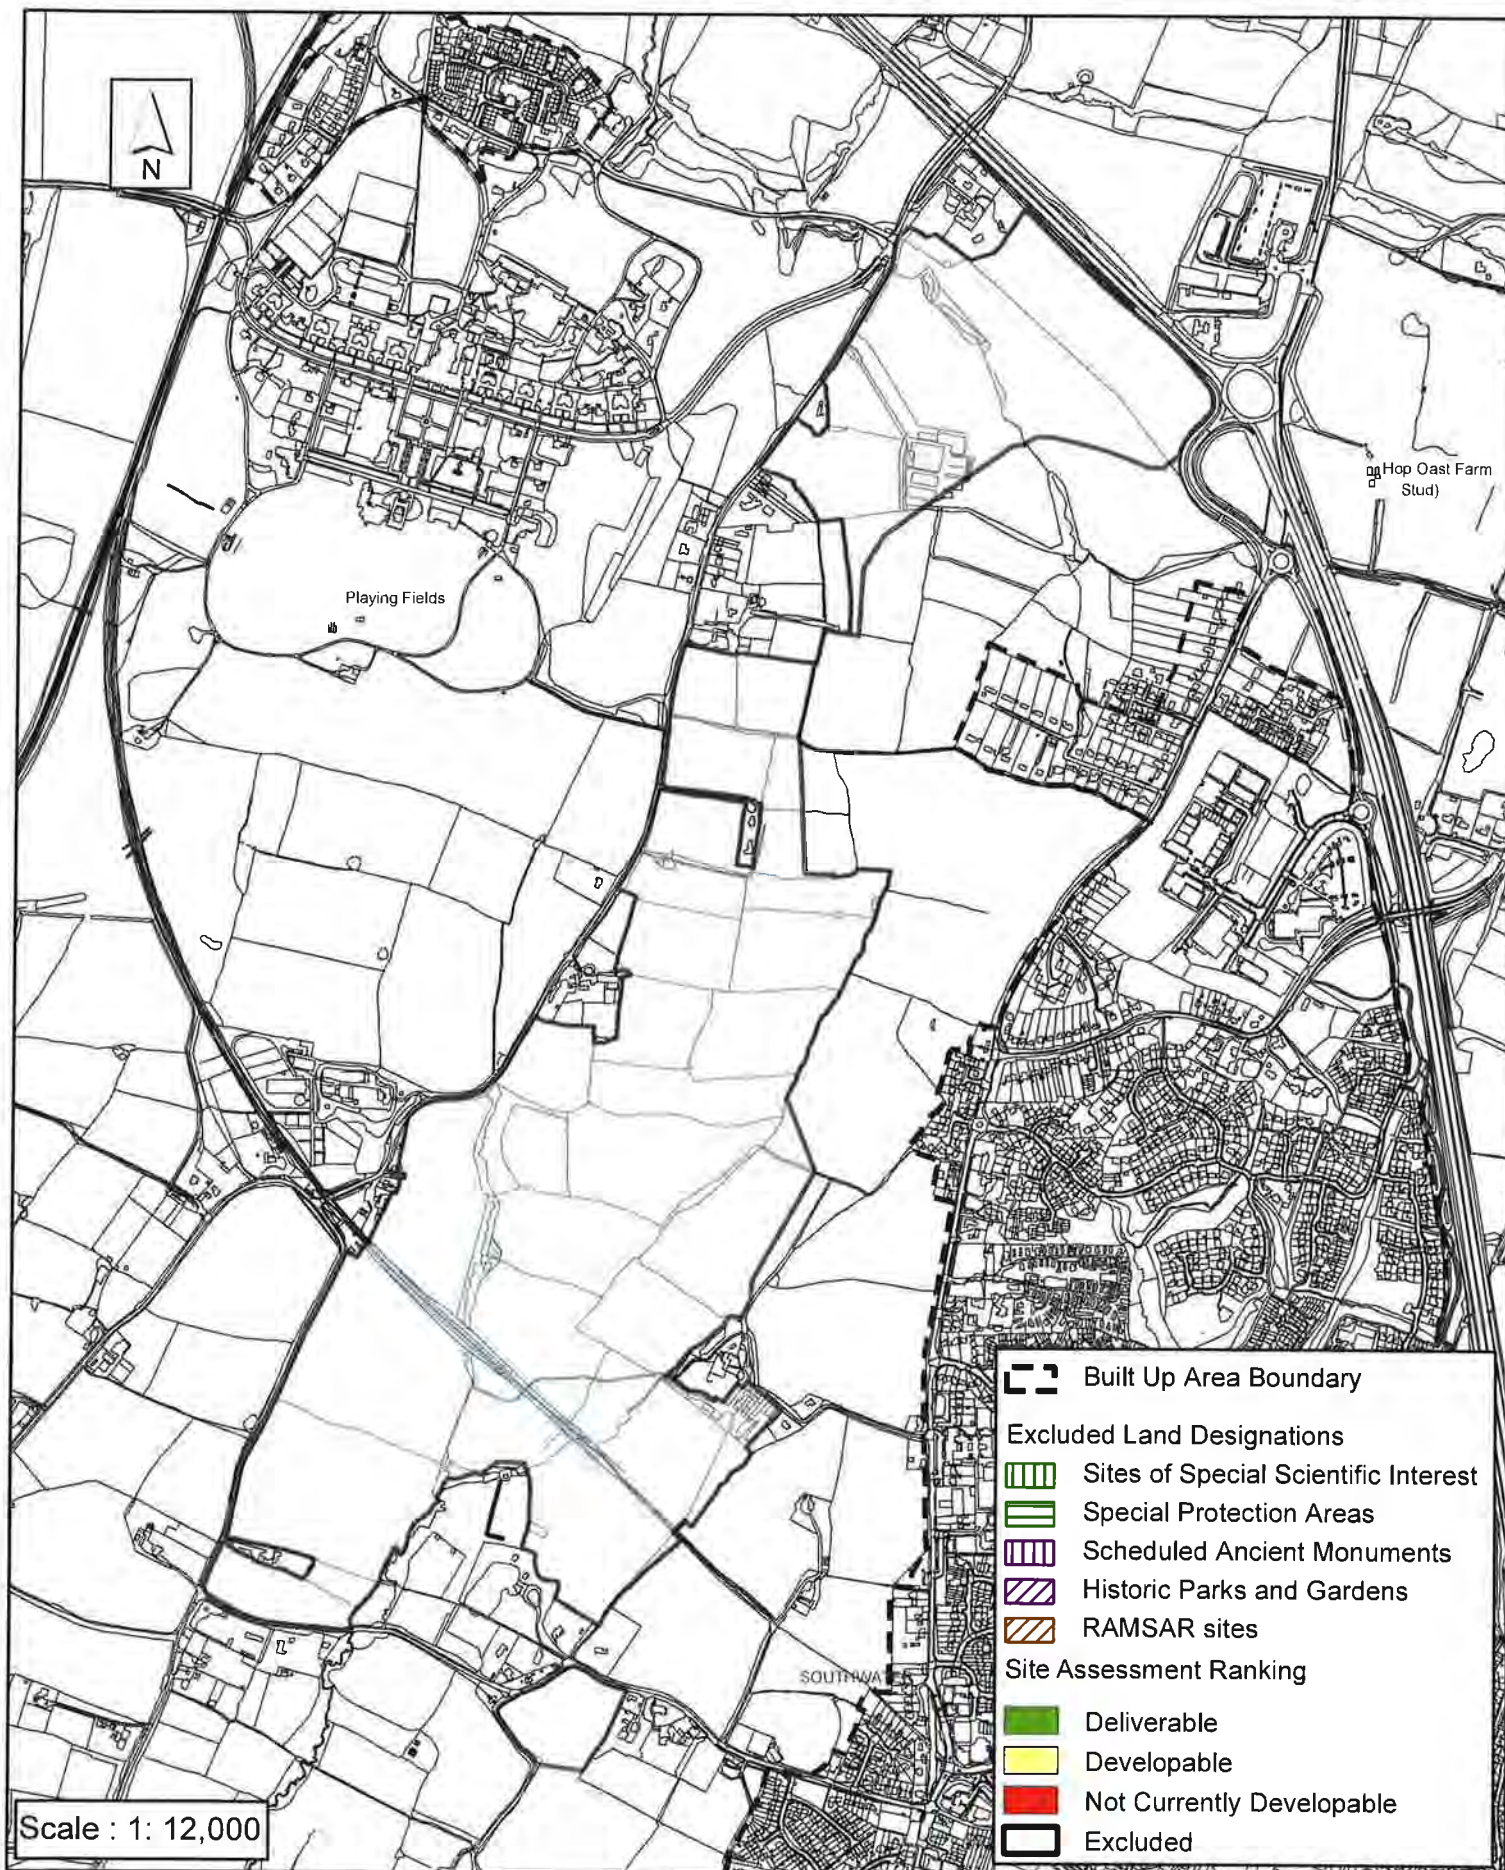 N
Hop Oast Farm
Stud)
Playing Fields
Built Up Area Boundary
Excluded Land Designations
Sites of Special Scientific Interest
Special Protection Areas
Scheduled Ancient Monuments
Historic Parks and Gardens
RAMSAR sites
SOUTHWATER
Site Assessment Ranking
Deliverable
Developable
Not Currently Developable
Excluded
Scale : 1: 12,000